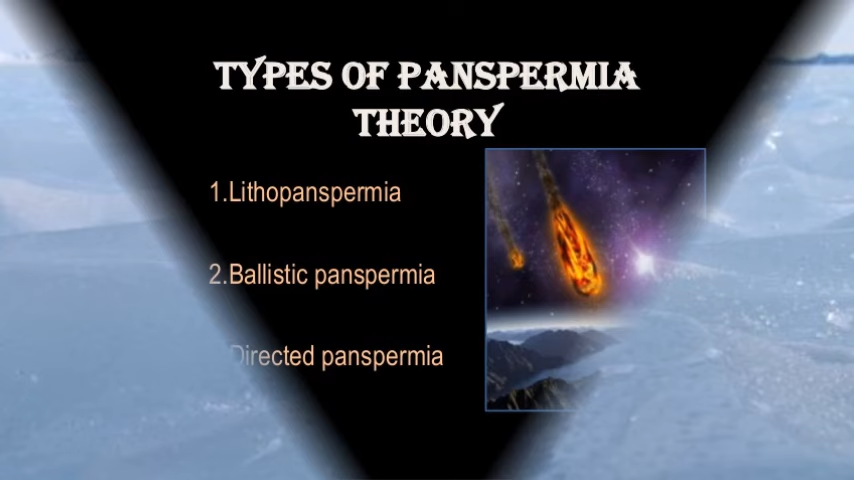 TYPES OF PANSPERMIA
THEORY
1.Lithopanspermia
2.Ballistic panspermia
Directed panspermia